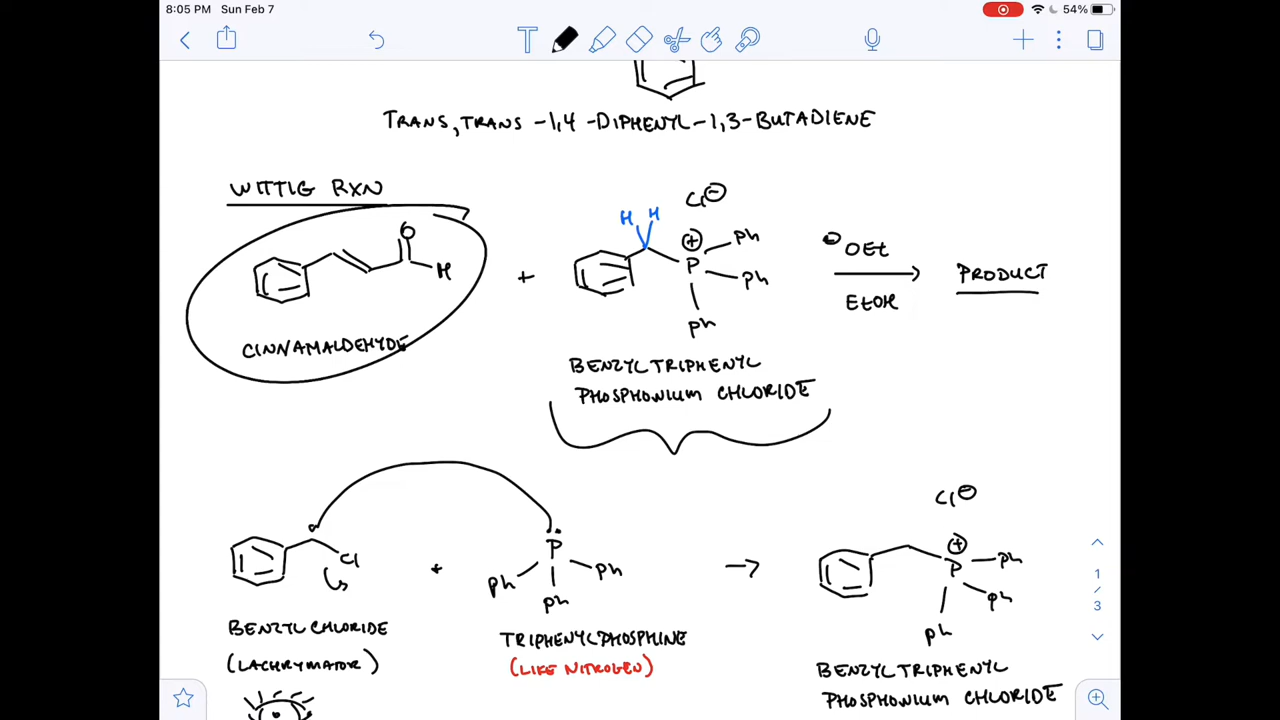 8:05 PM Sun Feb 7
54%
TRANS, TRANS -1,4 -DIPHENYL-1,3-BUTADIENE
WITTIG RXN
Cl⊖
H H
O
H
+
⊕
P
Ph
Ph
Ph
⊖OEt
EtOH
PRODUCT
CINNAMALDEHYDE
BENZYLTRIPHENYL
PHOSPHONIUM CHLORIDE
Cl⊖
Cl
+
P
Ph
Ph
Ph
⊕
P
Ph
Ph
Ph
BENZYL CHLORIDE
(LACHRYMATOR)
TRIPHENYLPHOSPHINE
(LIKE NITROGEN)
BENZYLTRIPHENYL
PHOSPHONIUM CHLORIDE
1
/
3